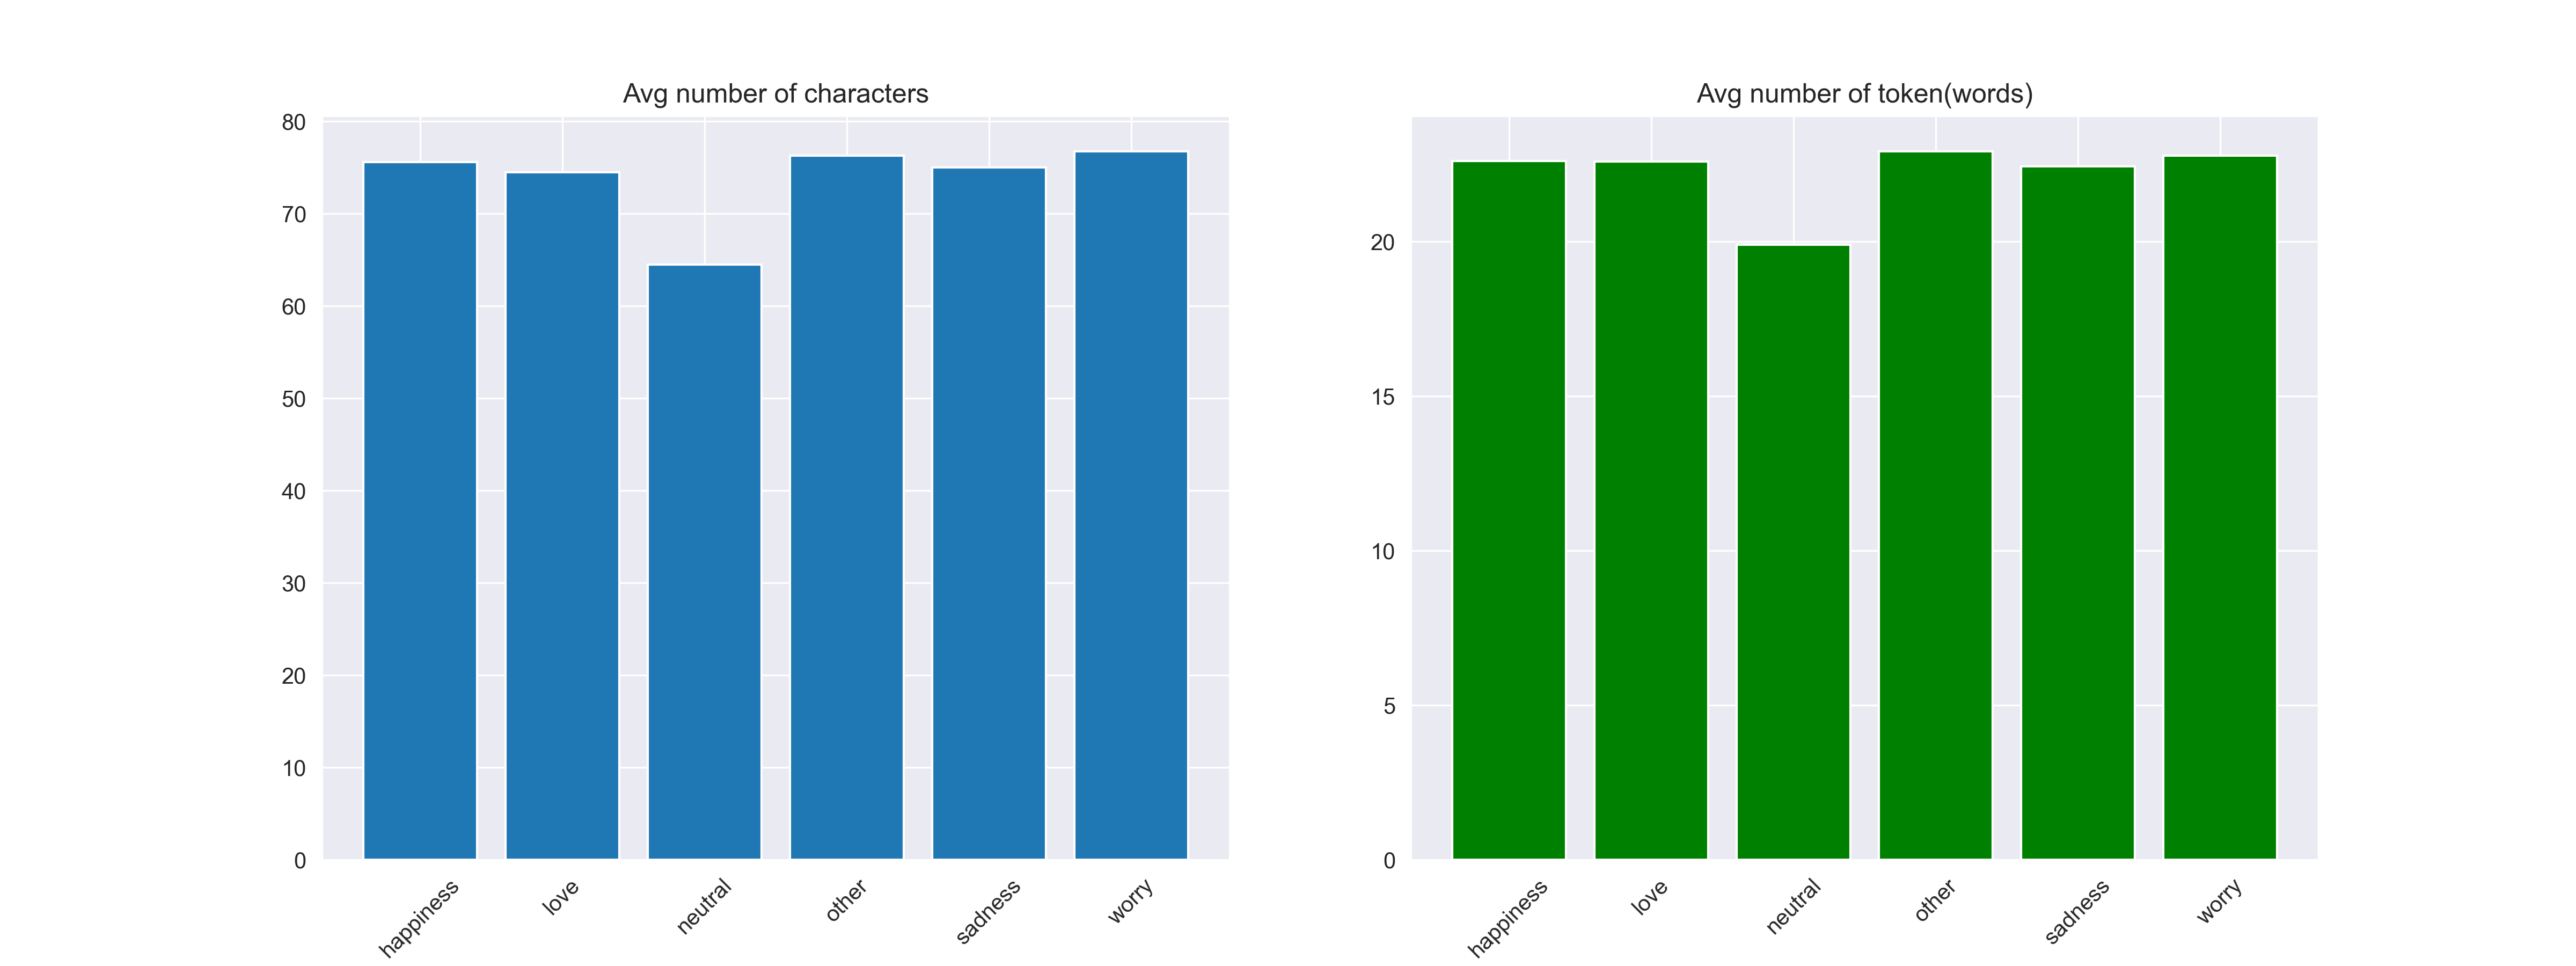 Avg number of characters
80
70
60
50
40
30
20
10
0
happiness
love
neutral
other
sadness
worry
Avg number of token(words)
20
15
10
5
0
happiness
love
neutral
other
sadness
worry